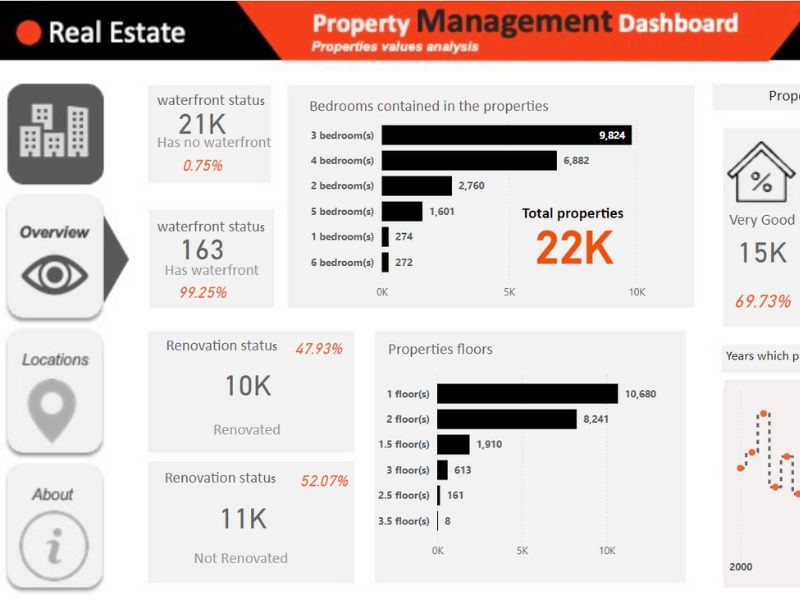 Real Estate
Property Management Dashboard
Properties values analysis
waterfront status
21K
Has no waterfront
0.75%
waterfront status
163
Has waterfront
99.25%
Bedrooms contained in the properties
3 bedroom(s) 9,824
4 bedroom(s) 6,882
2 bedroom(s) 2,760
5 bedroom(s) 1,601
1 bedroom(s) 274
6 bedroom(s) 272
0K 5K 10K
Total properties
22K
Prope
%
Very Good
15K
69.73%
Overview
Locations
About
i
Renovation status 47.93%
10K
Renovated
Renovation status 52.07%
11K
Not Renovated
Properties floors
1 floor(s) 10,680
2 floor(s) 8,241
1.5 floor(s) 1,910
3 floor(s) 613
2.5 floor(s) 161
3.5 floor(s) 8
0K 5K 10K
Years which p
2000